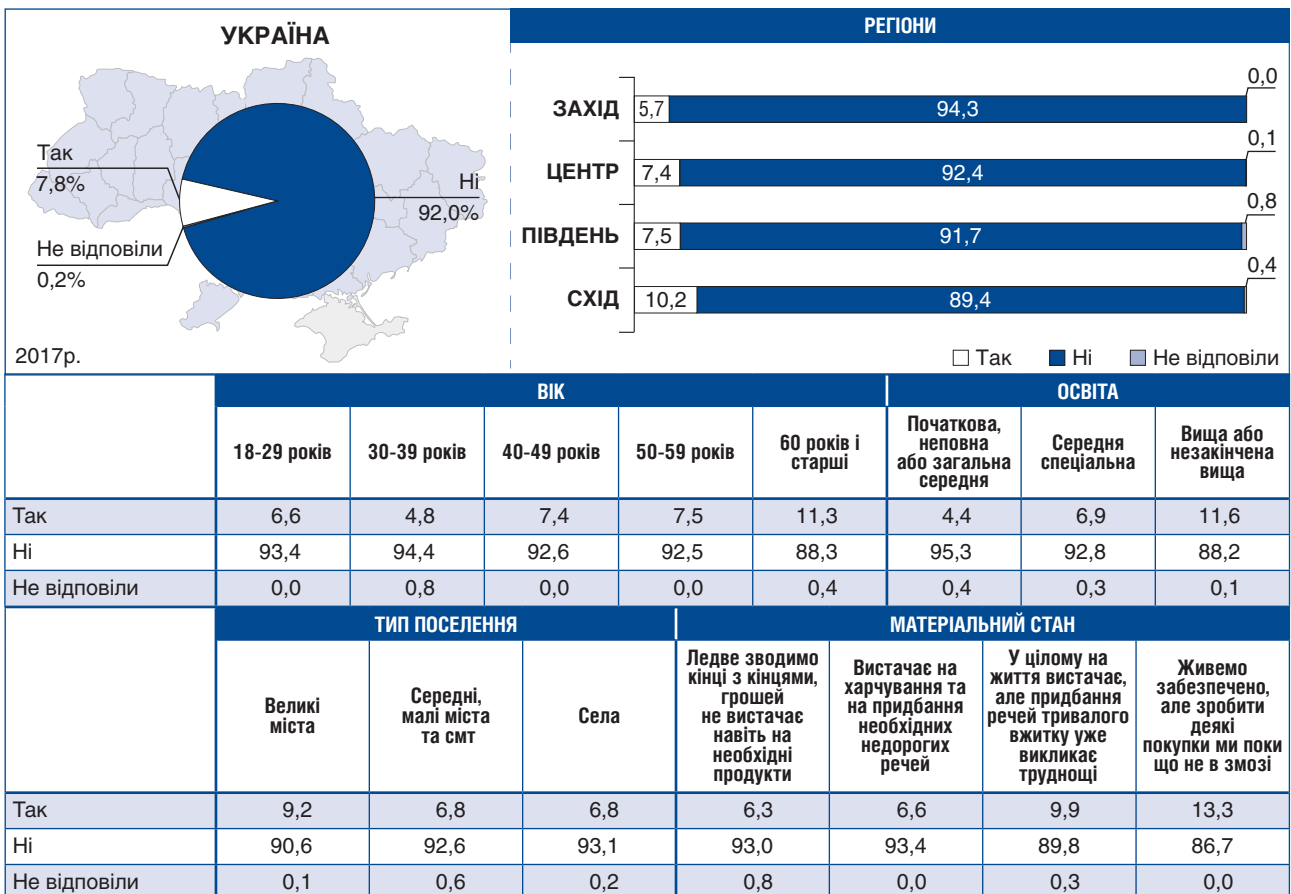 УКРАЇНА
Так
7,8%
Ні
92,0%
Не відповіли
0,2%
2017р.
РЕГІОНИ
0,0
ЗАХІД 5,7 94,3
0,1
ЦЕНТР 7,4 92,4
0,8
ПІВДЕНЬ 7,5 91,7
0,4
СХІД 10,2 89,4
Так Ні Не відповіли
ВІК ОСВІТА
18-29 років 30-39 років 40-49 років 50-59 років 60 років і старші Початкова, неповна або загальна середня Середня спеціальна Вища або незакінчена вища
Так 6,6 4,8 7,4 7,5 11,3 4,4 6,9 11,6
Ні 93,4 94,4 92,6 92,5 88,3 95,3 92,8 88,2
Не відповіли 0,0 0,8 0,0 0,0 0,4 0,4 0,3 0,1
ТИП ПОСЕЛЕННЯ МАТЕРІАЛЬНИЙ СТАН
Великі міста Середні, малі міста та смт Села Ледве зводимо кінці з кінцями, грошей не вистачає навіть на необхідні продукти Вистачає на харчування та на придбання необхідних недорогих речей У цілому на життя вистачає, але придбання речей тривалого вжитку уже викликає труднощі Живемо забезпечено, але зробити деякі покупки ми поки що не в змозі
Так 9,2 6,8 6,8 6,3 6,6 9,9 13,3
Ні 90,6 92,6 93,1 93,0 93,4 89,8 86,7
Не відповіли 0,1 0,6 0,2 0,8 0,0 0,3 0,0